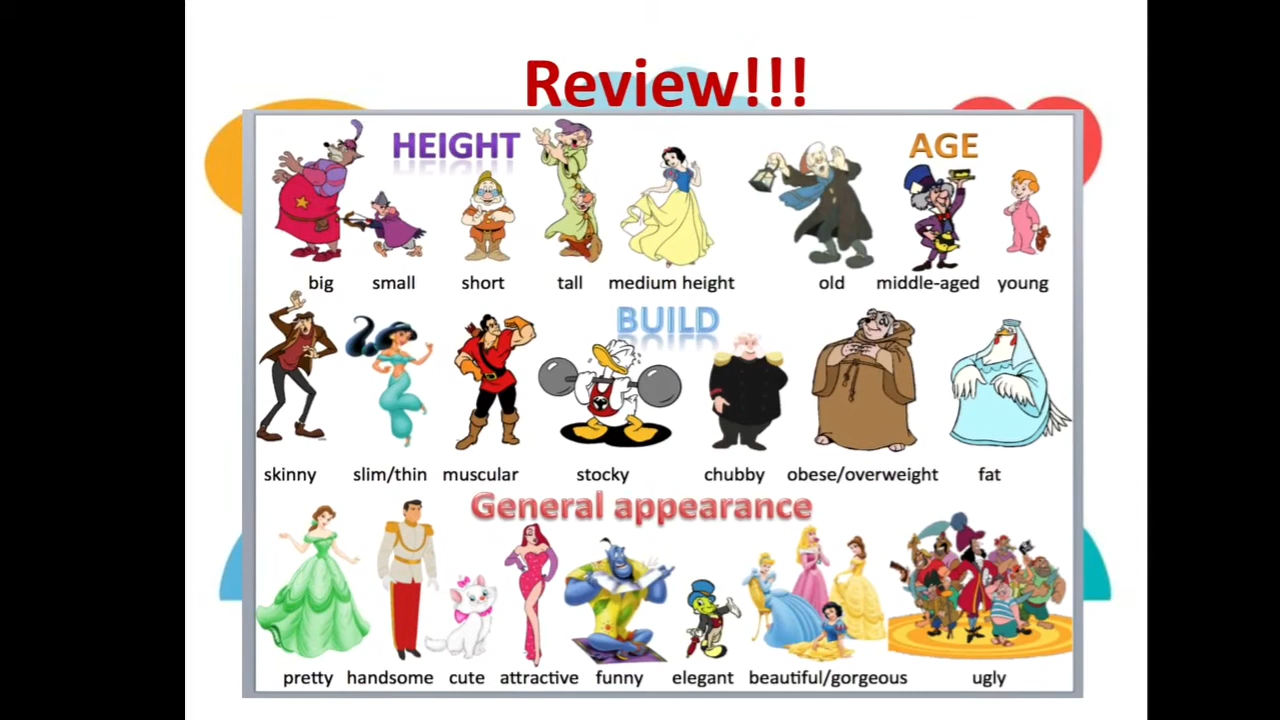 Review!!!
HEIGHT
AGE
big small short tall medium height old middle-aged young
BUILD
skinny slim/thin muscular stocky chubby obese/overweight fat
General appearance
pretty handsome cute attractive funny elegant beautiful/gorgeous ugly